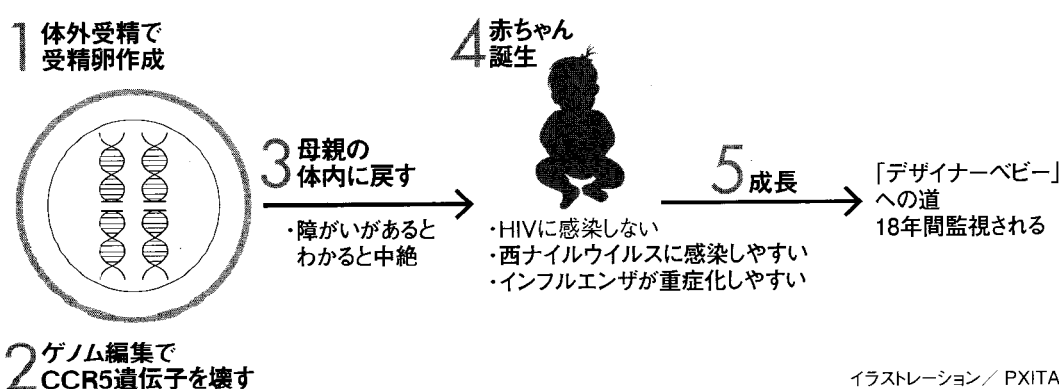 1 体外受精で
受精卵作成
2 ゲノム編集で
CCR5遺伝子を壊す
3 母親の
体内に戻す
・障がいがあると
わかると中絶
4 赤ちゃん
誕生
・HIVに感染しない
・西ナイルウイルスに感染しやすい
・インフルエンザが重症化しやすい
5 成長
「デザイナーベビー」
への道
18年間監視される
イラストレーション／ PXITA